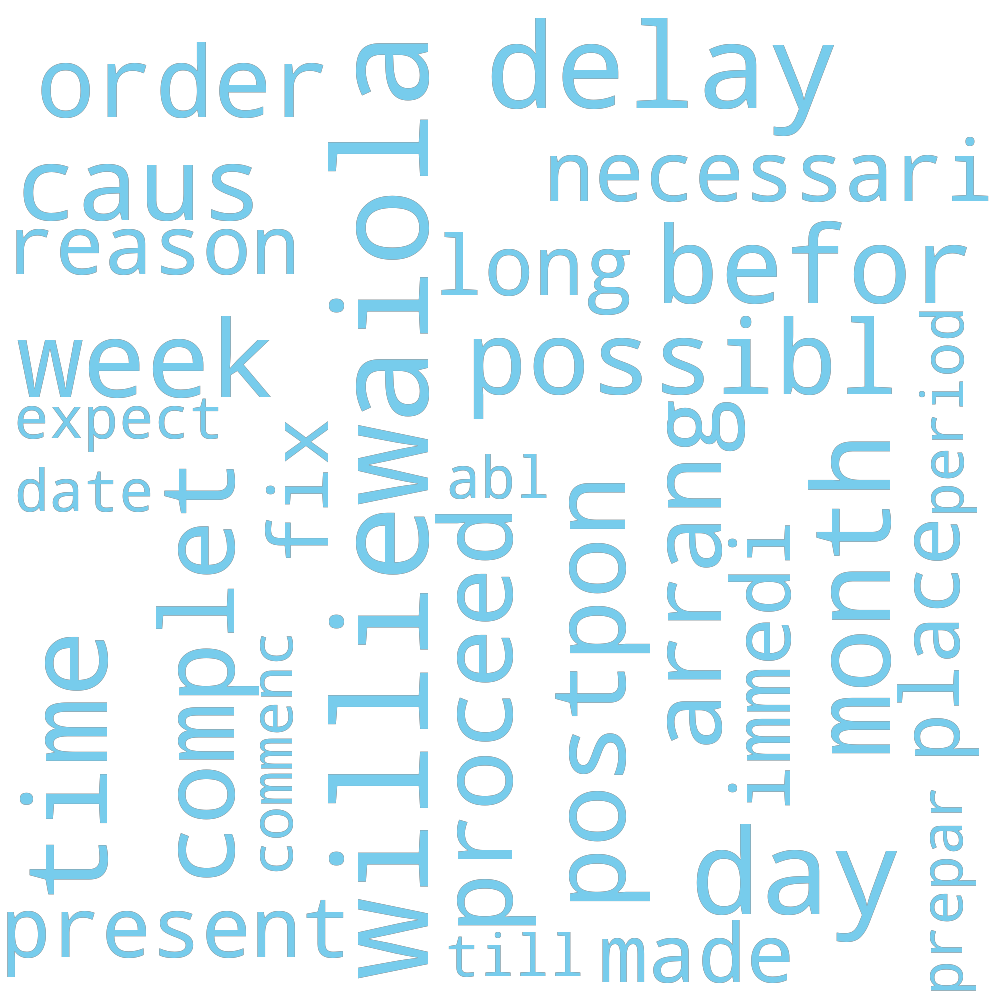 order
delay
caus
necessari
reason
long
befor
williewaiola
week
possibl
period
expect
fix
arrang
date
complet
abl
month
proceed
postpon
immedi
place
time
commenc
day
prepar
present
till
made